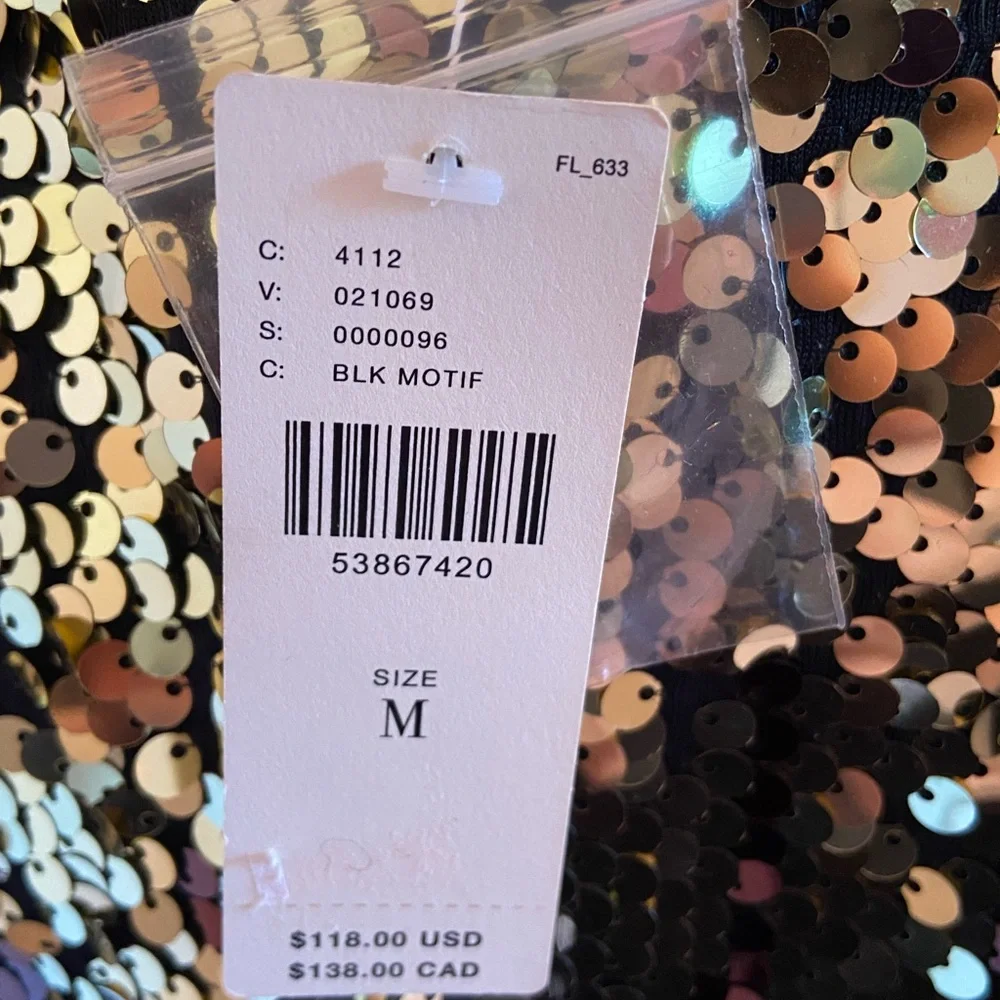 FL_633
C: 4112
V: 021069
S: 0000096
C: BLK MOTIF
53867420
SIZE
M
$118.00 USD
$138.00 CAD